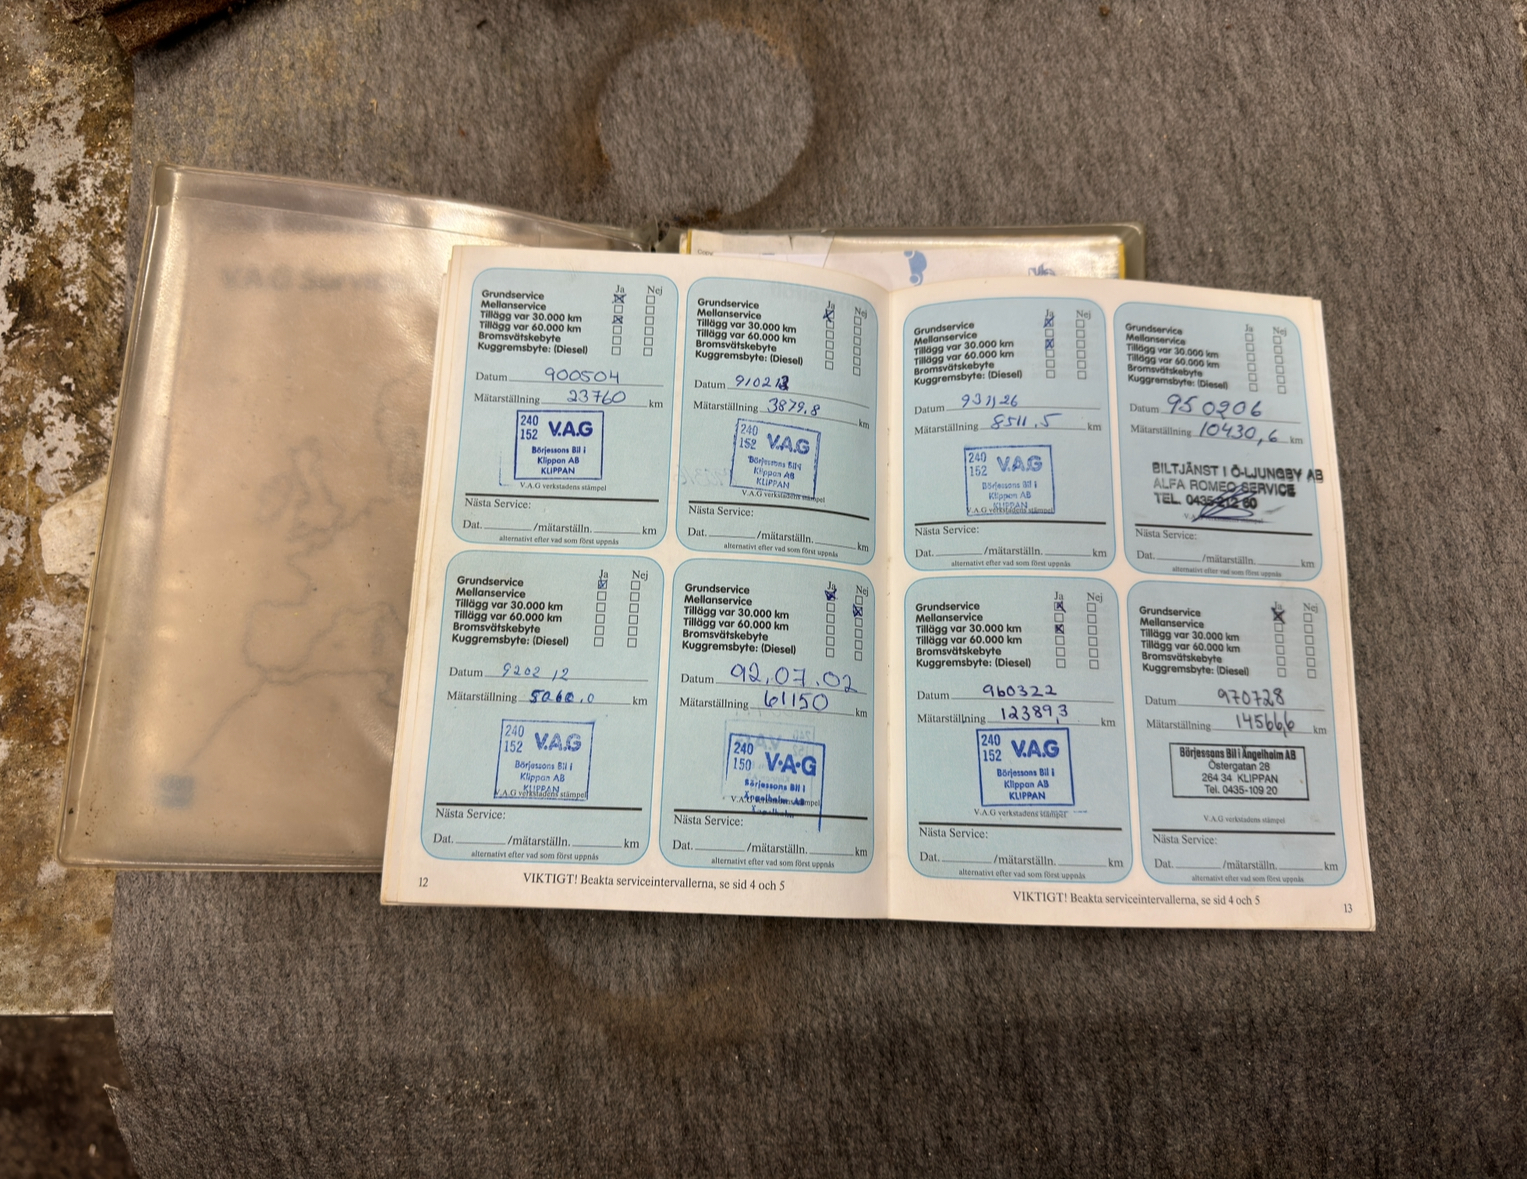 Grundservice
Mellanservice
Tillägg var 30.000 km
Tillägg var 60.000 km
Bromsvätskebyte
Kuggremsbyte: (Diesel)
Ja Nej
Datum 900504
Mätarställning 23760 km
240
152 V.A.G
Börjessons Bil i
Klippan AB
KLIPPAN
V.A.G verkstadens stämpel
Nästa Service:
Dat. /mätarställn. km
alternativt efter vad som först uppnås
Grundservice
Mellanservice
Tillägg var 30.000 km
Tillägg var 60.000 km
Bromsvätskebyte
Kuggremsbyte: (Diesel)
Ja Nej
Datum
Mätarställning 3879.8 km
240
152 V.A.G
Börjessons Bil i
Klippan AB
KLIPPAN
V.A.G verkstadens stämpel
Nästa Service:
Dat. /mätarställn. km
alternativt efter vad som först uppnås
Grundservice
Mellanservice
Tillägg var 30.000 km
Tillägg var 60.000 km
Bromsvätskebyte
Kuggremsbyte: (Diesel)
Ja Nej
Datum 9202 12
Mätarställning km
240
152 V.A.G
Börjessons Bil i
Klippan AB
KLIPPAN
V.A.G verkstadens stämpel
Nästa Service:
Dat. /mätarställn. km
alternativt efter vad som först uppnås
Grundservice
Mellanservice
Tillägg var 30.000 km
Tillägg var 60.000 km
Bromsvätskebyte
Kuggremsbyte: (Diesel)
Ja Nej
Datum 92.07.02
Mätarställning 61150 km
240
150 V·A·G
Börjessons Bil i
V.A.G verkstadens stämpel
Nästa Service:
Dat. /mätarställn. km
alternativt efter vad som först uppnås
12
VIKTIGT! Beakta serviceintervallerna, se sid 4 och 5
Grundservice
Mellanservice
Tillägg var 30.000 km
Tillägg var 60.000 km
Bromsvätskebyte
Kuggremsbyte: (Diesel)
Ja Nej
Datum 931126
Mätarställning 8511,5 km
240
152 V.A.G
Börjessons Bil i
Klippan AB
KLIPPAN
V.A.G verkstadens stämpel
Nästa Service:
Dat. /mätarställn. km
alternativt efter vad som först uppnås
Grundservice
Mellanservice
Tillägg var 30.000 km
Tillägg var 60.000 km
Bromsvätskebyte
Kuggremsbyte: (Diesel)
Ja Nej
Datum 950206
Mätarställning 10430,6 km
BILTJÄNST I Ö-LJUNGBY AB
ALFA ROMEO SERVICE
TEL. 0435-212 60
Nästa Service:
Dat. /mätarställn. km
alternativt efter vad som först uppnås
Grundservice
Mellanservice
Tillägg var 30.000 km
Tillägg var 60.000 km
Bromsvätskebyte
Kuggremsbyte: (Diesel)
Ja Nej
Datum 960322
Mätarställning 12389,3 km
240
152 V.A.G
Börjessons Bil i
Klippan AB
KLIPPAN
V.A.G verkstadens stämpel
Nästa Service:
Dat. /mätarställn. km
alternativt efter vad som först uppnås
Grundservice
Mellanservice
Tillägg var 30.000 km
Tillägg var 60.000 km
Bromsvätskebyte
Kuggremsbyte: (Diesel)
Ja Nej
Datum 970728
Mätarställning 14566,6 km
Börjessons Bil i Ängelholm AB
Östergatan 28
264 34 KLIPPAN
Tel. 0435-109 20
V.A.G verkstadens stämpel
Nästa Service:
Dat. /mätarställn. km
alternativt efter vad som först uppnås
VIKTIGT! Beakta serviceintervallerna, se sid 4 och 5
13